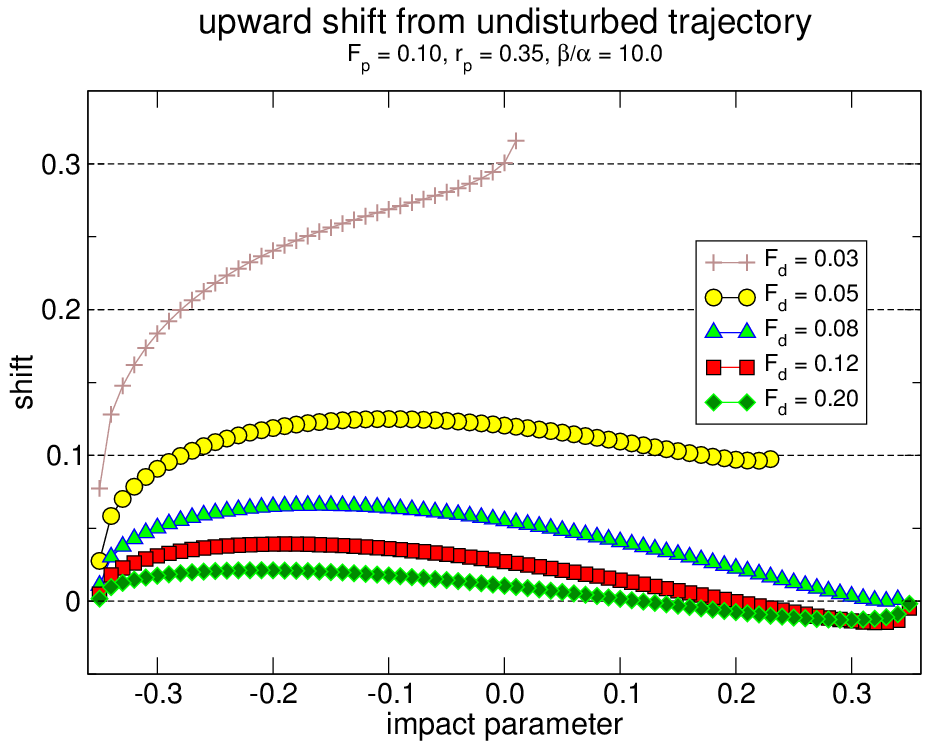 upward shift from undisturbed trajectory
F_p = 0.10, r_p = 0.35, β/α = 10.0
0.3
0.2
0.1
0
shift
F_d = 0.03
F_d = 0.05
F_d = 0.08
F_d = 0.12
F_d = 0.20
-0.3 -0.2 -0.1 0.0 0.1 0.2 0.3
impact parameter